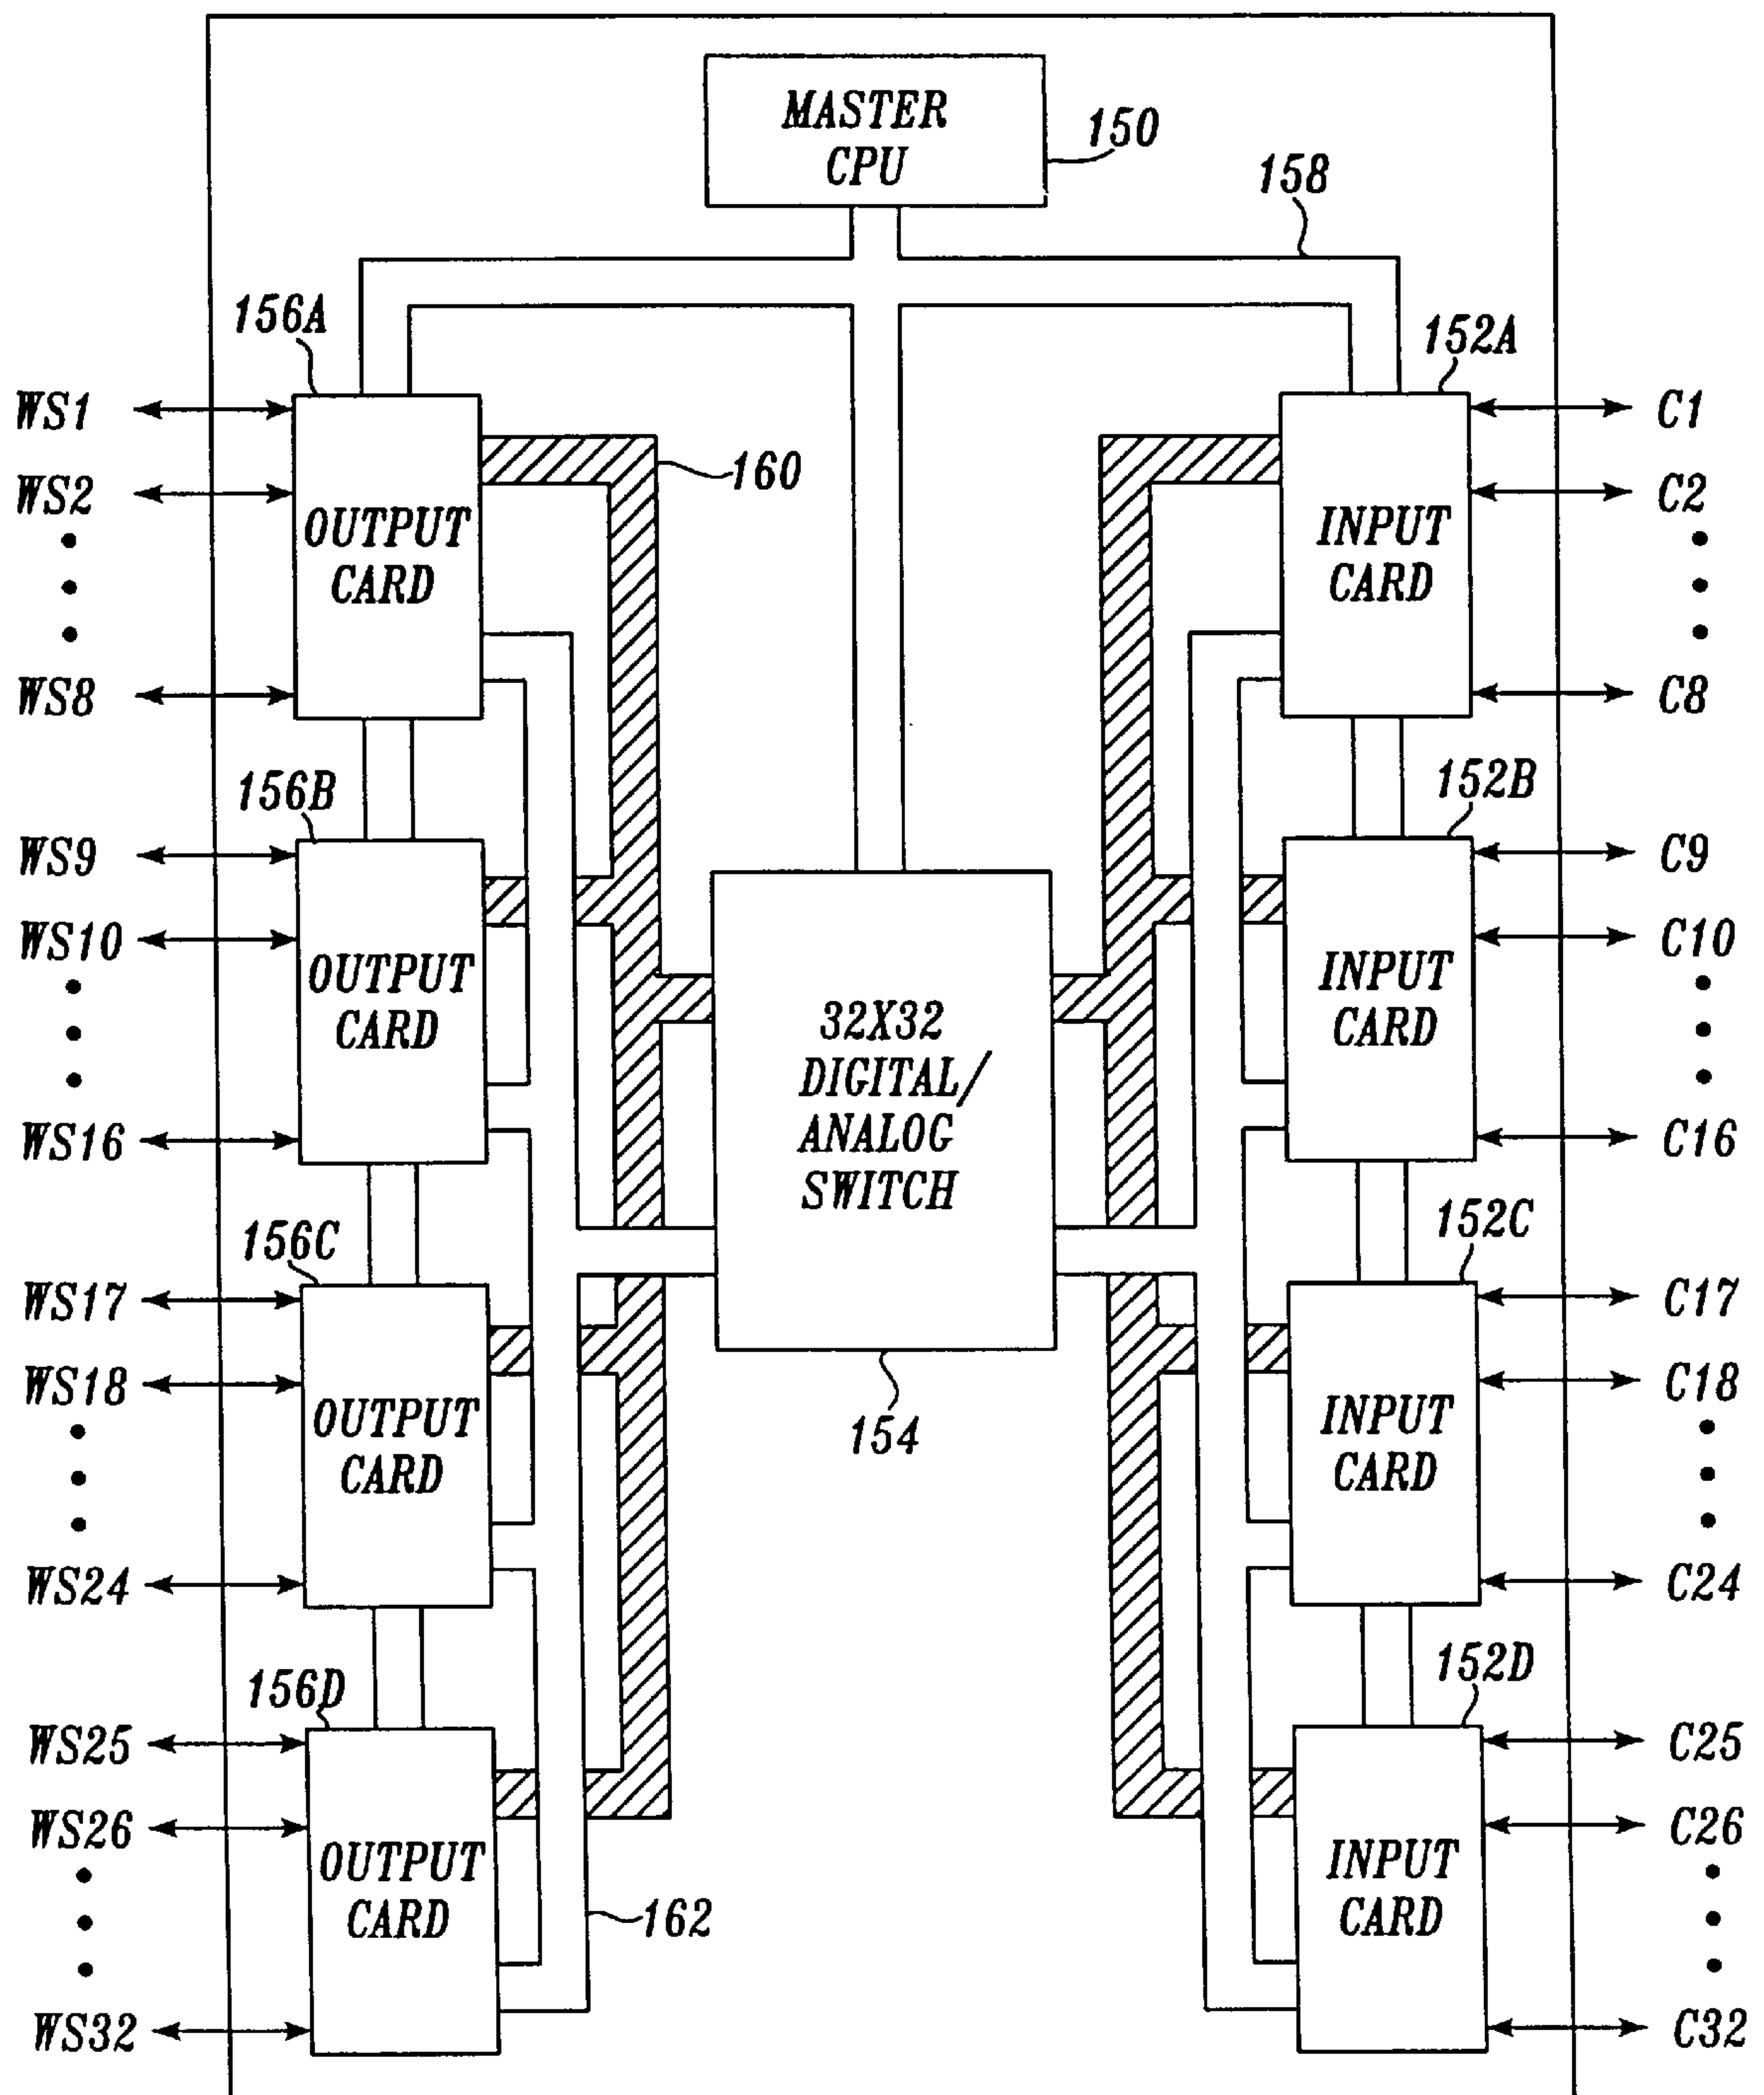 MASTER
CPU
150
158
156A
152A
WS1
C1
WS2
C2
160
OUTPUT
CARD
INPUT
CARD
WS8
C8
156B
152B
WS9
C9
WS10
C10
OUTPUT
CARD
INPUT
CARD
32X32
DIGITAL/
ANALOG
SWITCH
WS16
C16
156C
152C
WS17
C17
WS18
C18
OUTPUT
CARD
INPUT
CARD
154
WS24
C24
156D
152D
WS25
C25
WS26
C26
OUTPUT
CARD
INPUT
CARD
162
WS32
C32